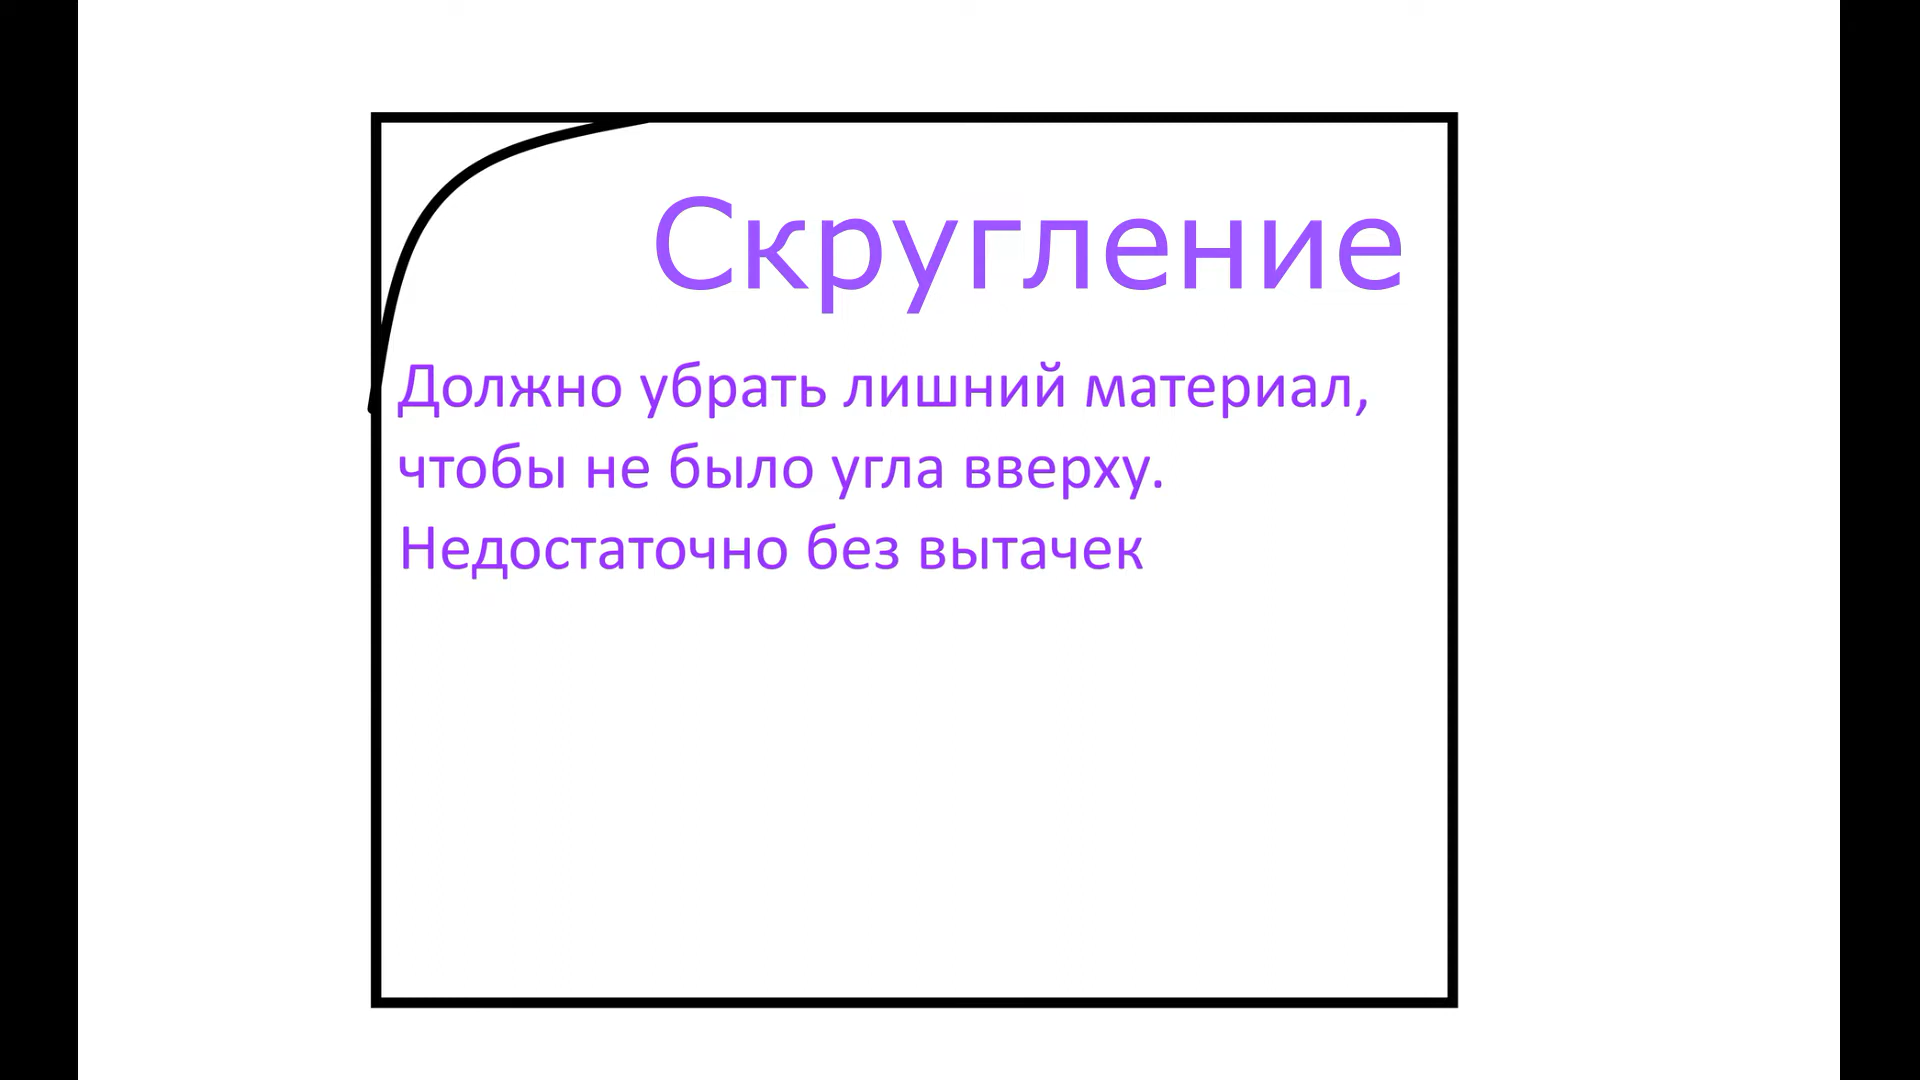 Скругление
Должно убрать лишний материал,
чтобы не было угла вверху.
Недостаточно без вытачек